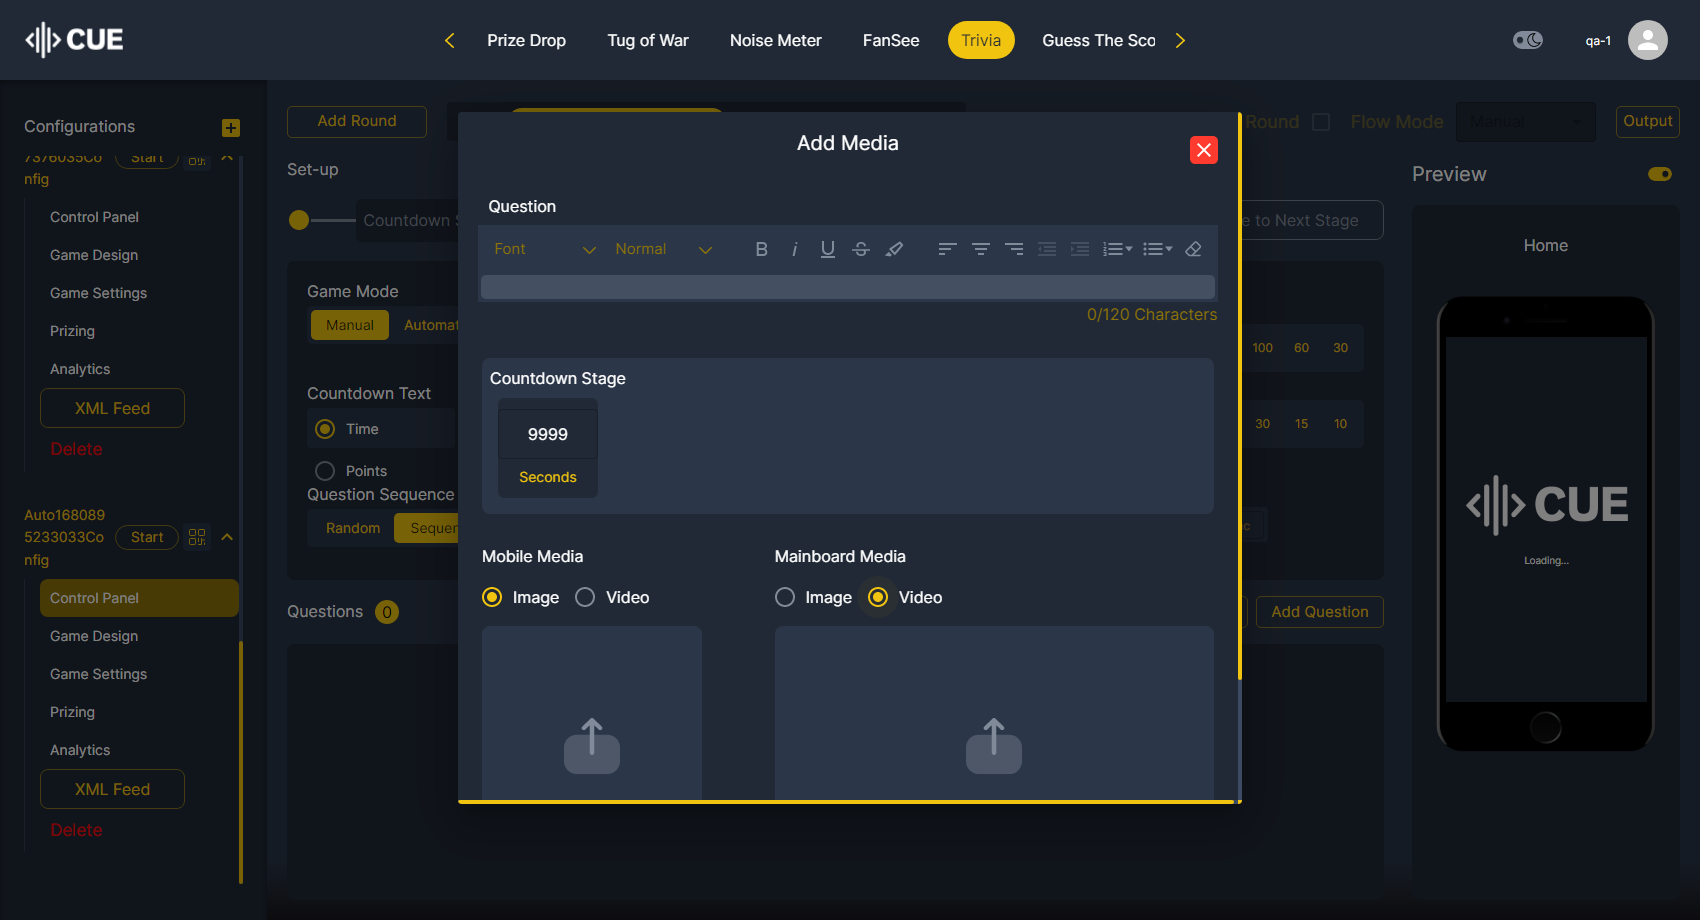 CUE
Prize Drop
Tug of War
Noise Meter
FanSee
Trivia
Guess The Sco
qa-1
Configurations
7376035Co
nfig
Start
Control Panel
Game Design
Game Settings
Prizing
Analytics
XML Feed
Delete
Auto168089
5233033Co
nfig
Start
Control Panel
Game Design
Game Settings
Prizing
Analytics
XML Feed
Delete
Add Round
Round
Flow Mode
Manual
Output
Set-up
Countdown S
e to Next Stage
Game Mode
Manual
Automat
100 60 30
Countdown Text
Time
Points
30 15 10
Question Sequence
Random
Sequen
c
Questions 0
Add Question
Add Media
Question
Font
Normal
B i U S
0/120 Characters
Countdown Stage
9999
Seconds
Mobile Media
Image
Video
Mainboard Media
Image
Video
Preview
Home
CUE
Loading...